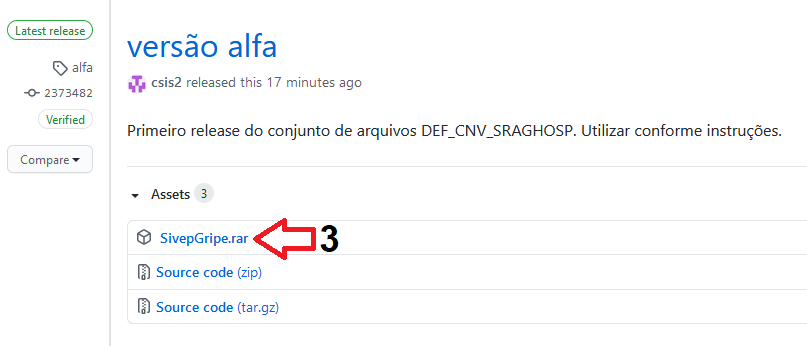 Latest release
alfa
2373482
Verified
Compare
versão alfa
csis2 released this 17 minutes ago
Primeiro release do conjunto de arquivos DEF_CNV_SRAGHOSP. Utilizar conforme instruções.
Assets 3
SivepGripe.rar 3
Source code (zip)
Source code (tar.gz)